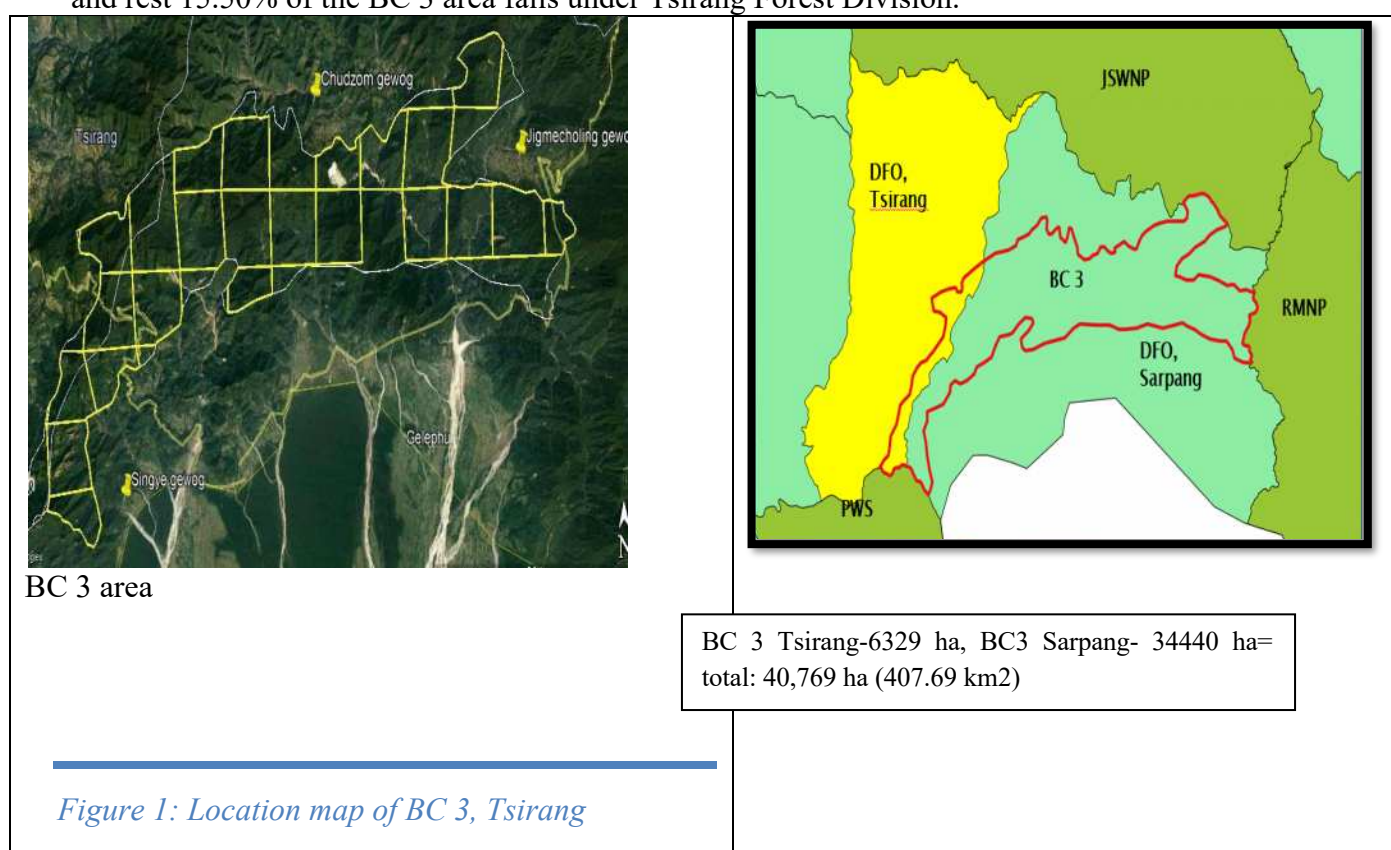 and rest 15.50% of the BC 3 area falls under Tsirang Forest Division.
Chudzom gewog
Tsirang
Jigmecholing gewo
Gelephu
Singye gewog
N
BC 3 area
JSWNP
DFO,
Tsirang
BC 3
RMNP
DFO,
Sarpang
PWS
BC 3 Tsirang-6329 ha, BC3 Sarpang- 34440 ha=
total: 40,769 ha (407.69 km2)
Figure 1: Location map of BC 3, Tsirang